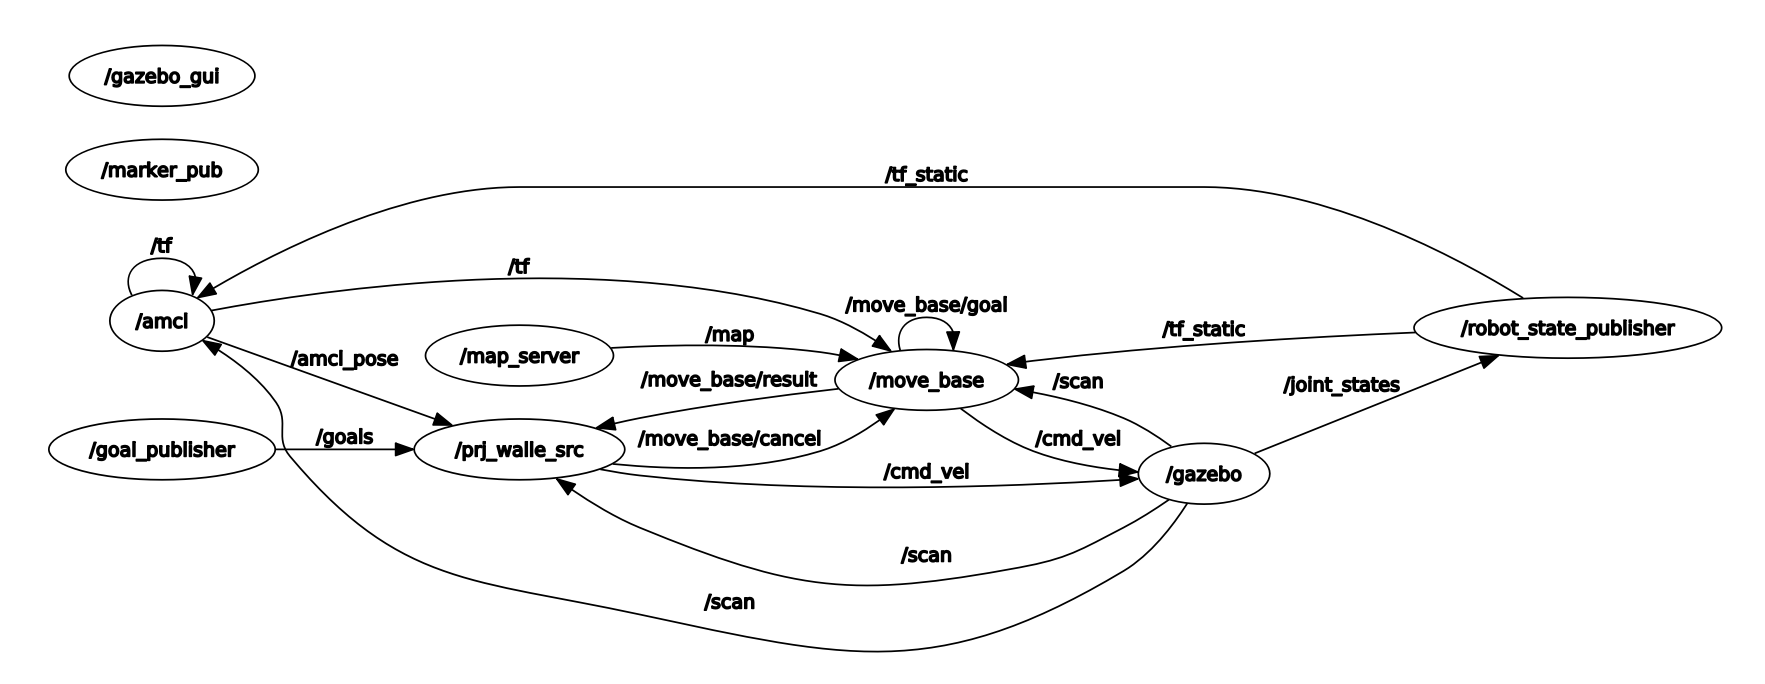 /gazebo_gui
/marker_pub
/tf_static
/tf
/tf
/move_base/goal
/amcl
/map
/tf_static
/robot_state_publisher
/amcl_pose
/map_server
/move_base/result
/move_base
/scan
/joint_states
/goal_publisher
/goals
/prj_walle_src
/move_base/cancel
/cmd_vel
/cmd_vel
/gazebo
/scan
/scan